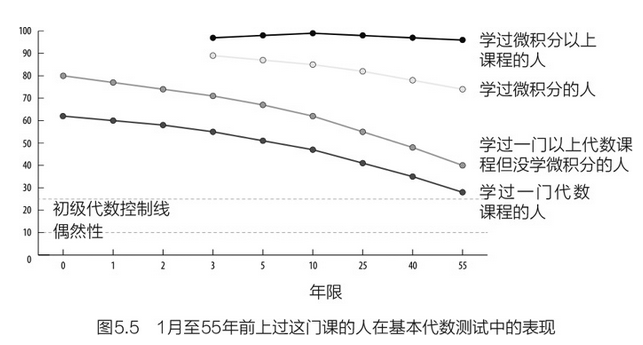 100
90
80
70
60
50
40
30
20
10
0
学过微积分以上
课程的人
学过微积分的人
学过一门以上代数课
程但没学微积分的人
学过一门代数
课程的人
初级代数控制线
偶然性
0 1 2 3 5 10 25 40 55
年限
图5.5 1月至55年前上过这门课的人在基本代数测试中的表现